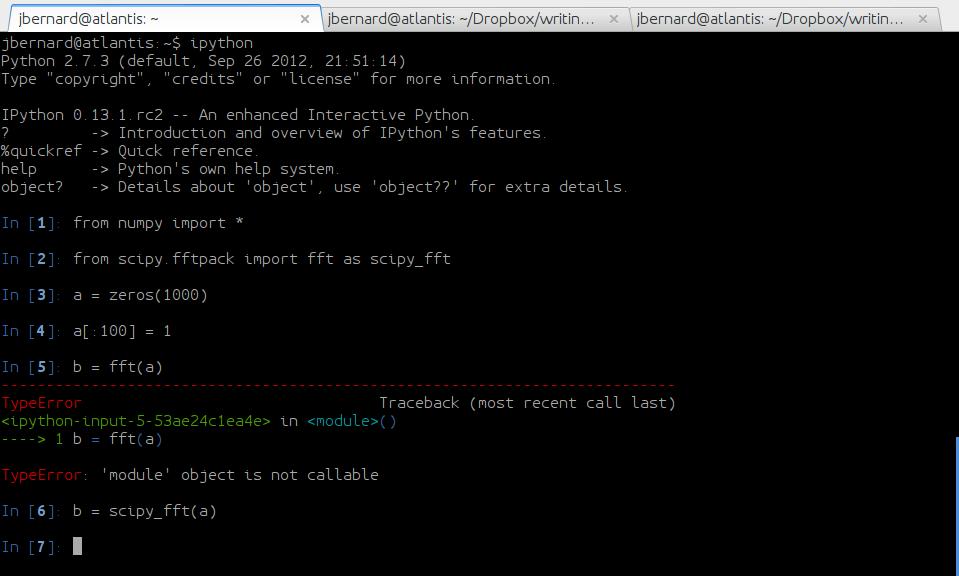 jbernard@atlantis: ~
jbernard@atlantis: ~/Dropbox/writin...
jbernard@atlantis: ~/Dropbox/writin...
jbernard@atlantis:~$ ipython
Python 2.7.3 (default, Sep 26 2012, 21:51:14)
Type "copyright", "credits" or "license" for more information.
IPython 0.13.1.rc2 -- An enhanced Interactive Python.
?         -> Introduction and overview of IPython's features.
%quickref -> Quick reference.
help      -> Python's own help system.
object?   -> Details about 'object', use 'object??' for extra details.
In [1]: from numpy import *
In [2]: from scipy.fftpack import fft as scipy_fft
In [3]: a = zeros(1000)
In [4]: a[:100] = 1
In [5]: b = fft(a)
---------------------------------------------------------------------------
TypeError                                 Traceback (most recent call last)
<ipython-input-5-53ae24c1ea4e> in <module>()
----> 1 b = fft(a)
TypeError: 'module' object is not callable
In [6]: b = scipy_fft(a)
In [7]: